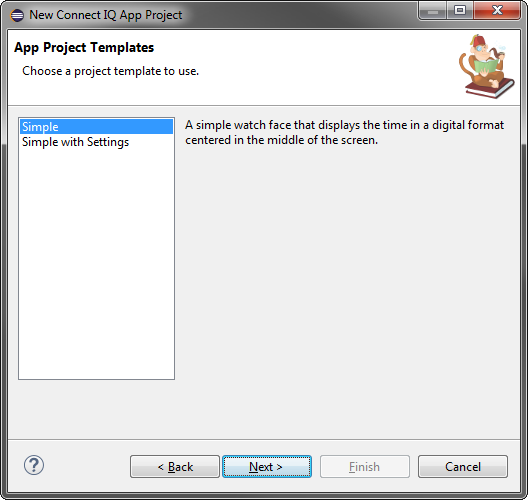 New Connect IQ App Project
App Project Templates
Choose a project template to use.
Simple
Simple with Settings
A simple watch face that displays the time in a digital format
centered in the middle of the screen.
?
< Back
Next >
Finish
Cancel